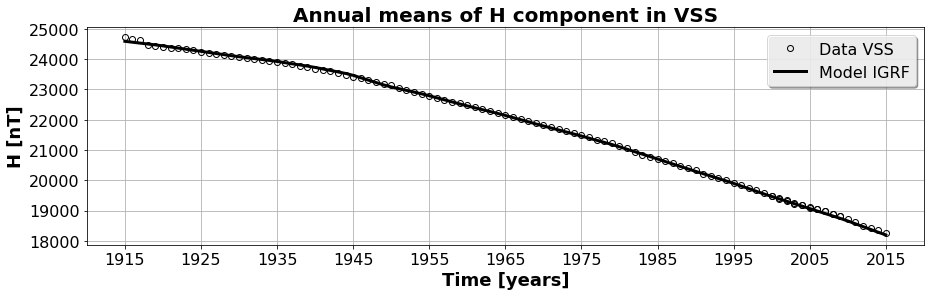 Annual means of H component in VSS
25000
24000
23000
22000
21000
20000
19000
18000
H [nT]
Data VSS
Model IGRF
1915 1925 1935 1945 1955 1965 1975 1985 1995 2005 2015
Time [years]